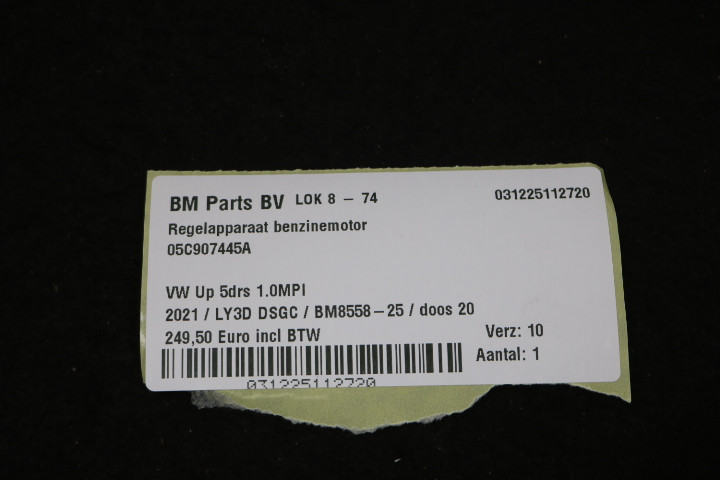 BM Parts BV LOK 8 - 74 031225112720
Regelapparaat benzinemotor
05C907445A
VW Up 5drs 1.0MPI
2021 / LY3D DSGC / BM8558-25 / doos 20
249,50 Euro incl BTW Verz: 10
Aantal: 1
031225112720